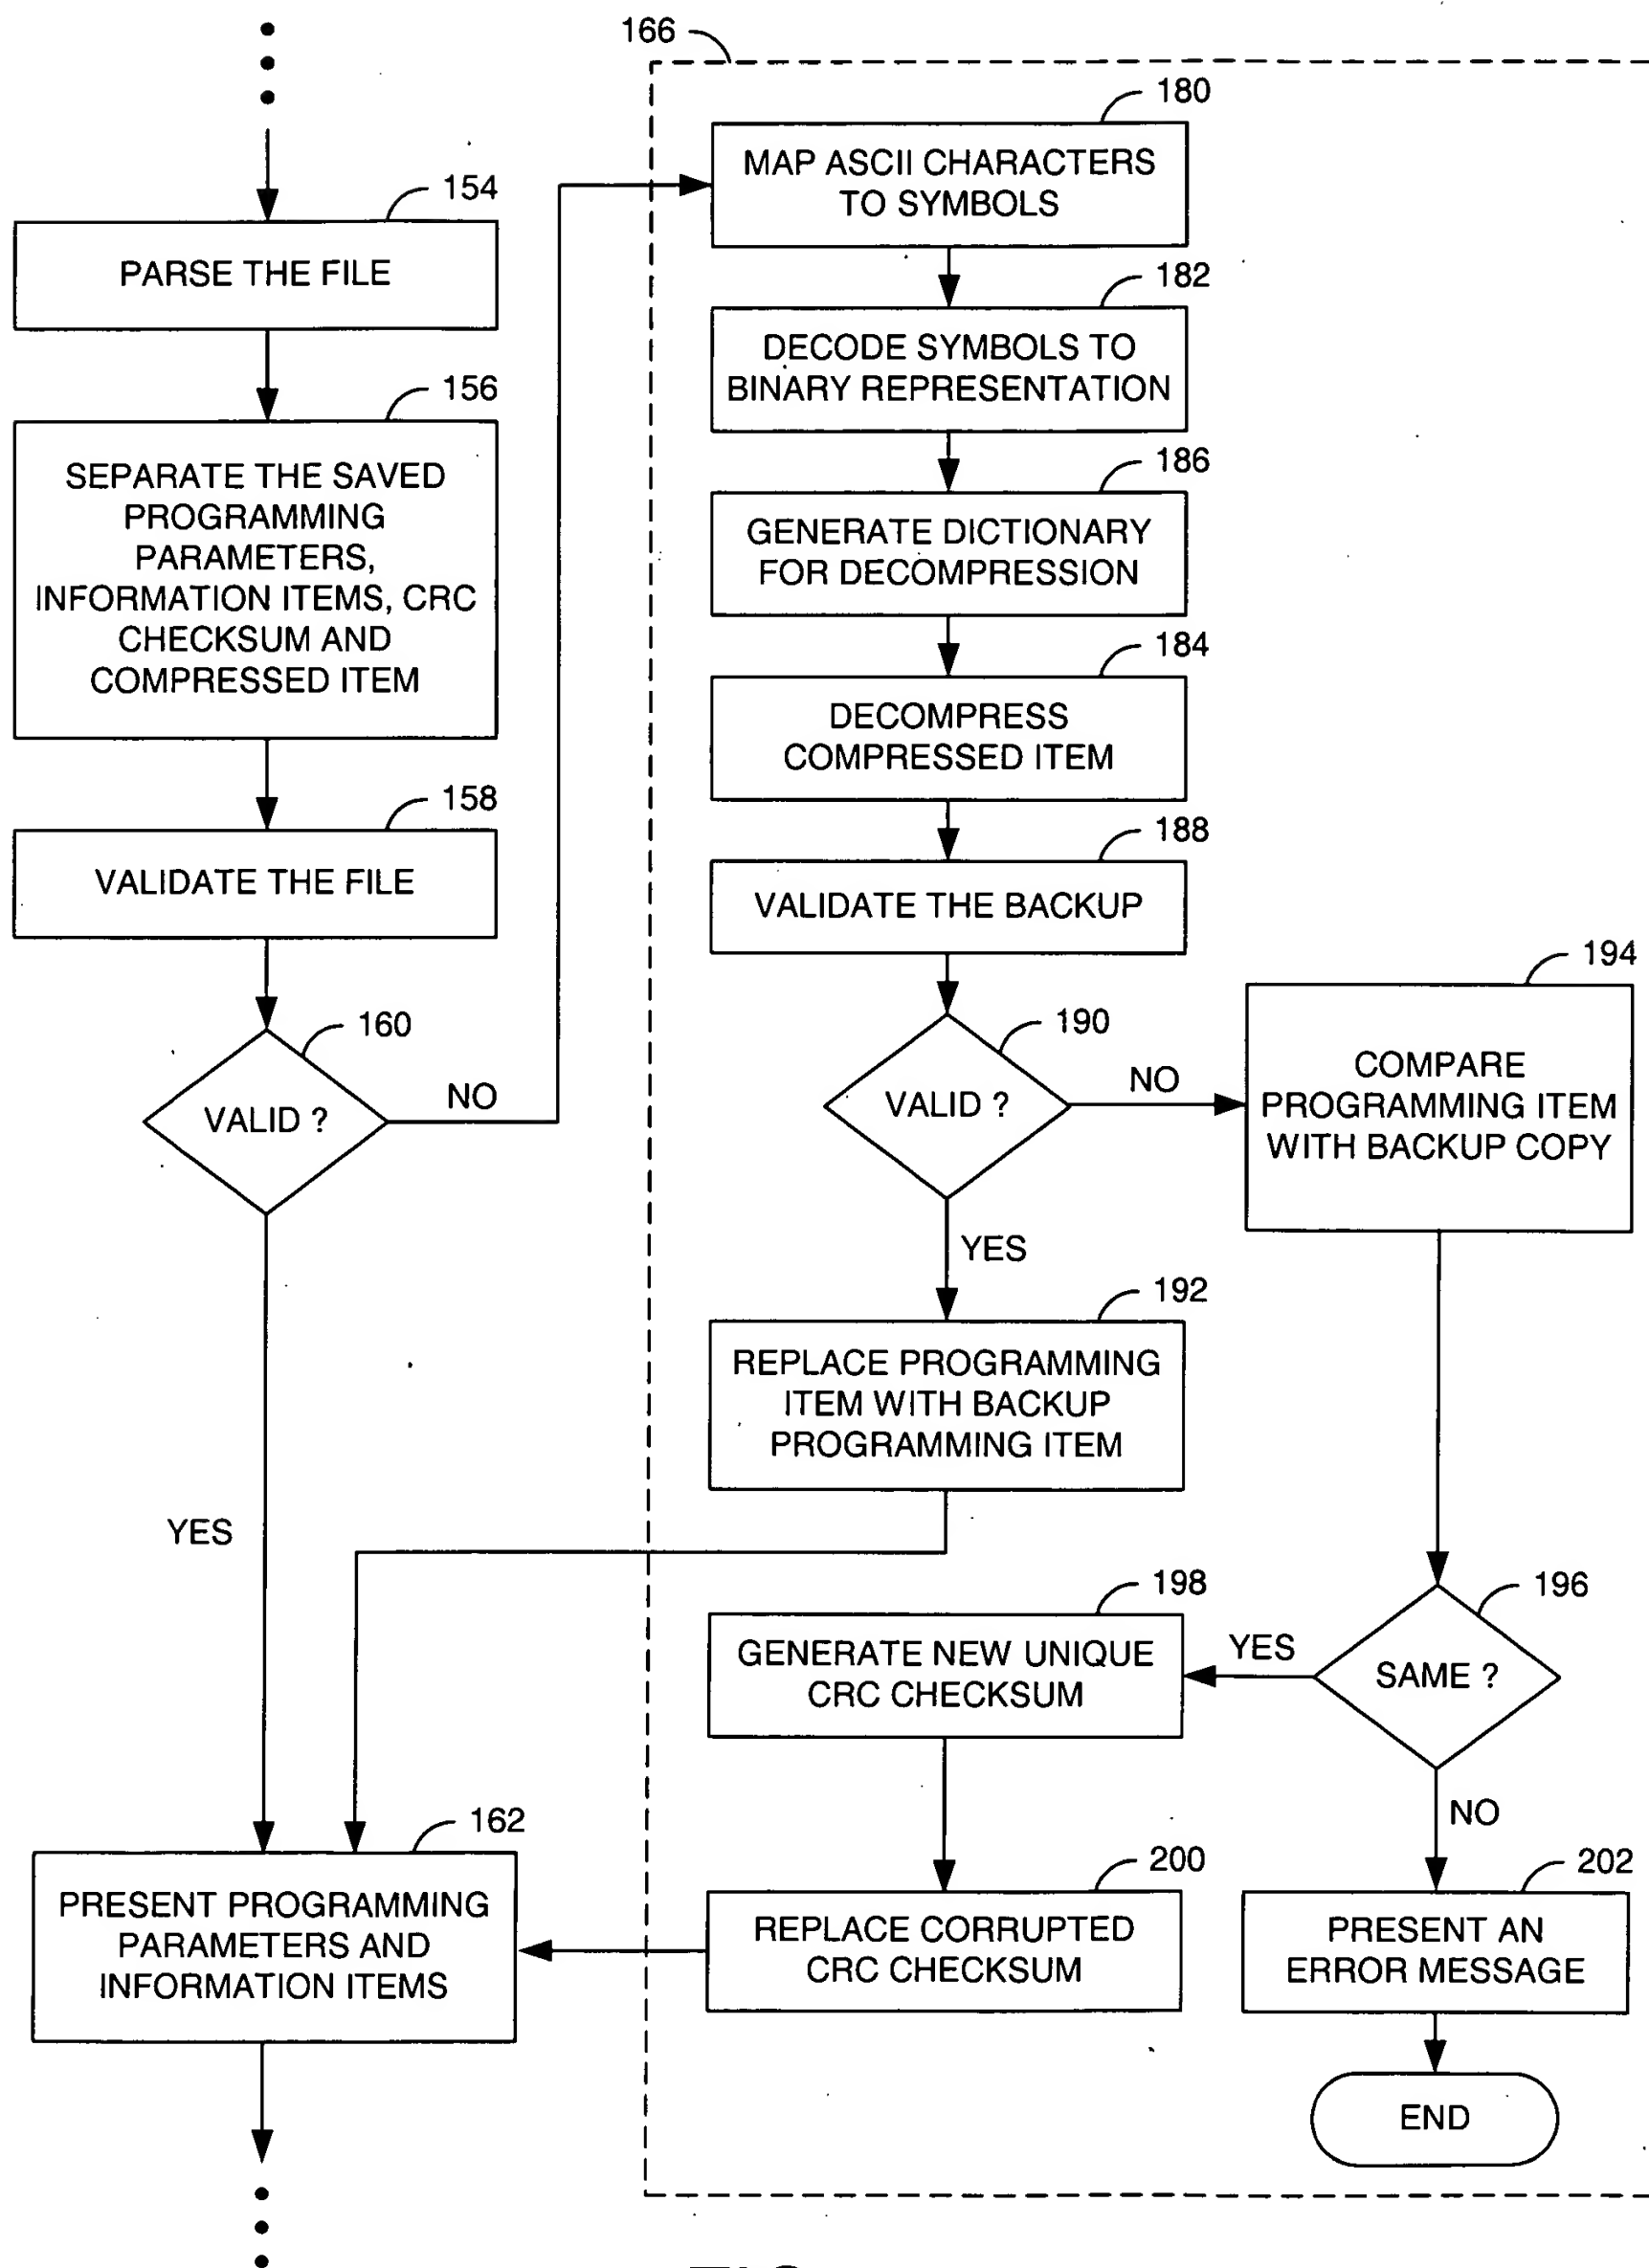 166
180
MAP ASCII CHARACTERS
TO SYMBOLS
154
PARSE THE FILE
182
DECODE SYMBOLS TO
BINARY REPRESENTATION
156
SEPARATE THE SAVED
PROGRAMMING
PARAMETERS,
INFORMATION ITEMS, CRC
CHECKSUM AND
COMPRESSED ITEM
186
GENERATE DICTIONARY
FOR DECOMPRESSION
184
DECOMPRESS
COMPRESSED ITEM
158
VALIDATE THE FILE
188
VALIDATE THE BACKUP
160
VALID ?
NO
190
VALID ?
NO
YES
194
COMPARE
PROGRAMMING ITEM
WITH BACKUP COPY
192
REPLACE PROGRAMMING
ITEM WITH BACKUP
PROGRAMMING ITEM
YES
198
GENERATE NEW UNIQUE
CRC CHECKSUM
YES
196
SAME ?
NO
162
PRESENT PROGRAMMING
PARAMETERS AND
INFORMATION ITEMS
200
REPLACE CORRUPTED
CRC CHECKSUM
202
PRESENT AN
ERROR MESSAGE
END